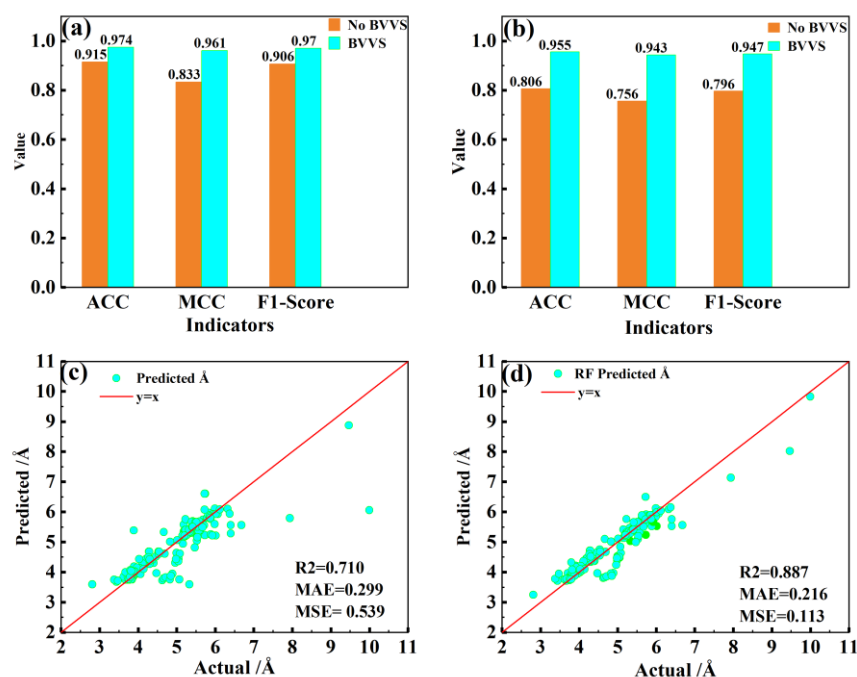 (a)
No BVVS
BVVS
1.0
0.8
0.6
0.4
0.2
0.0
Value
0.915
0.974
0.833
0.961
0.906
0.97
ACC
MCC
F1-Score
Indicators
(b)
No BVVS
BVVS
1.0
0.8
0.6
0.4
0.2
0.0
Value
0.806
0.955
0.756
0.943
0.796
0.947
ACC
MCC
F1-Score
Indicators
(c)
Predicted Å
y=x
11
10
9
8
7
6
5
4
3
2
Predicted /Å
R2=0.710
MAE=0.299
MSE= 0.539
2 3 4 5 6 7 8 9 10 11
Actual /Å
(d)
RF Predicted Å
y=x
11
10
9
8
7
6
5
4
3
2
Predicted /Å
R2=0.887
MAE=0.216
MSE=0.113
2 3 4 5 6 7 8 9 10 11
Actual /Å